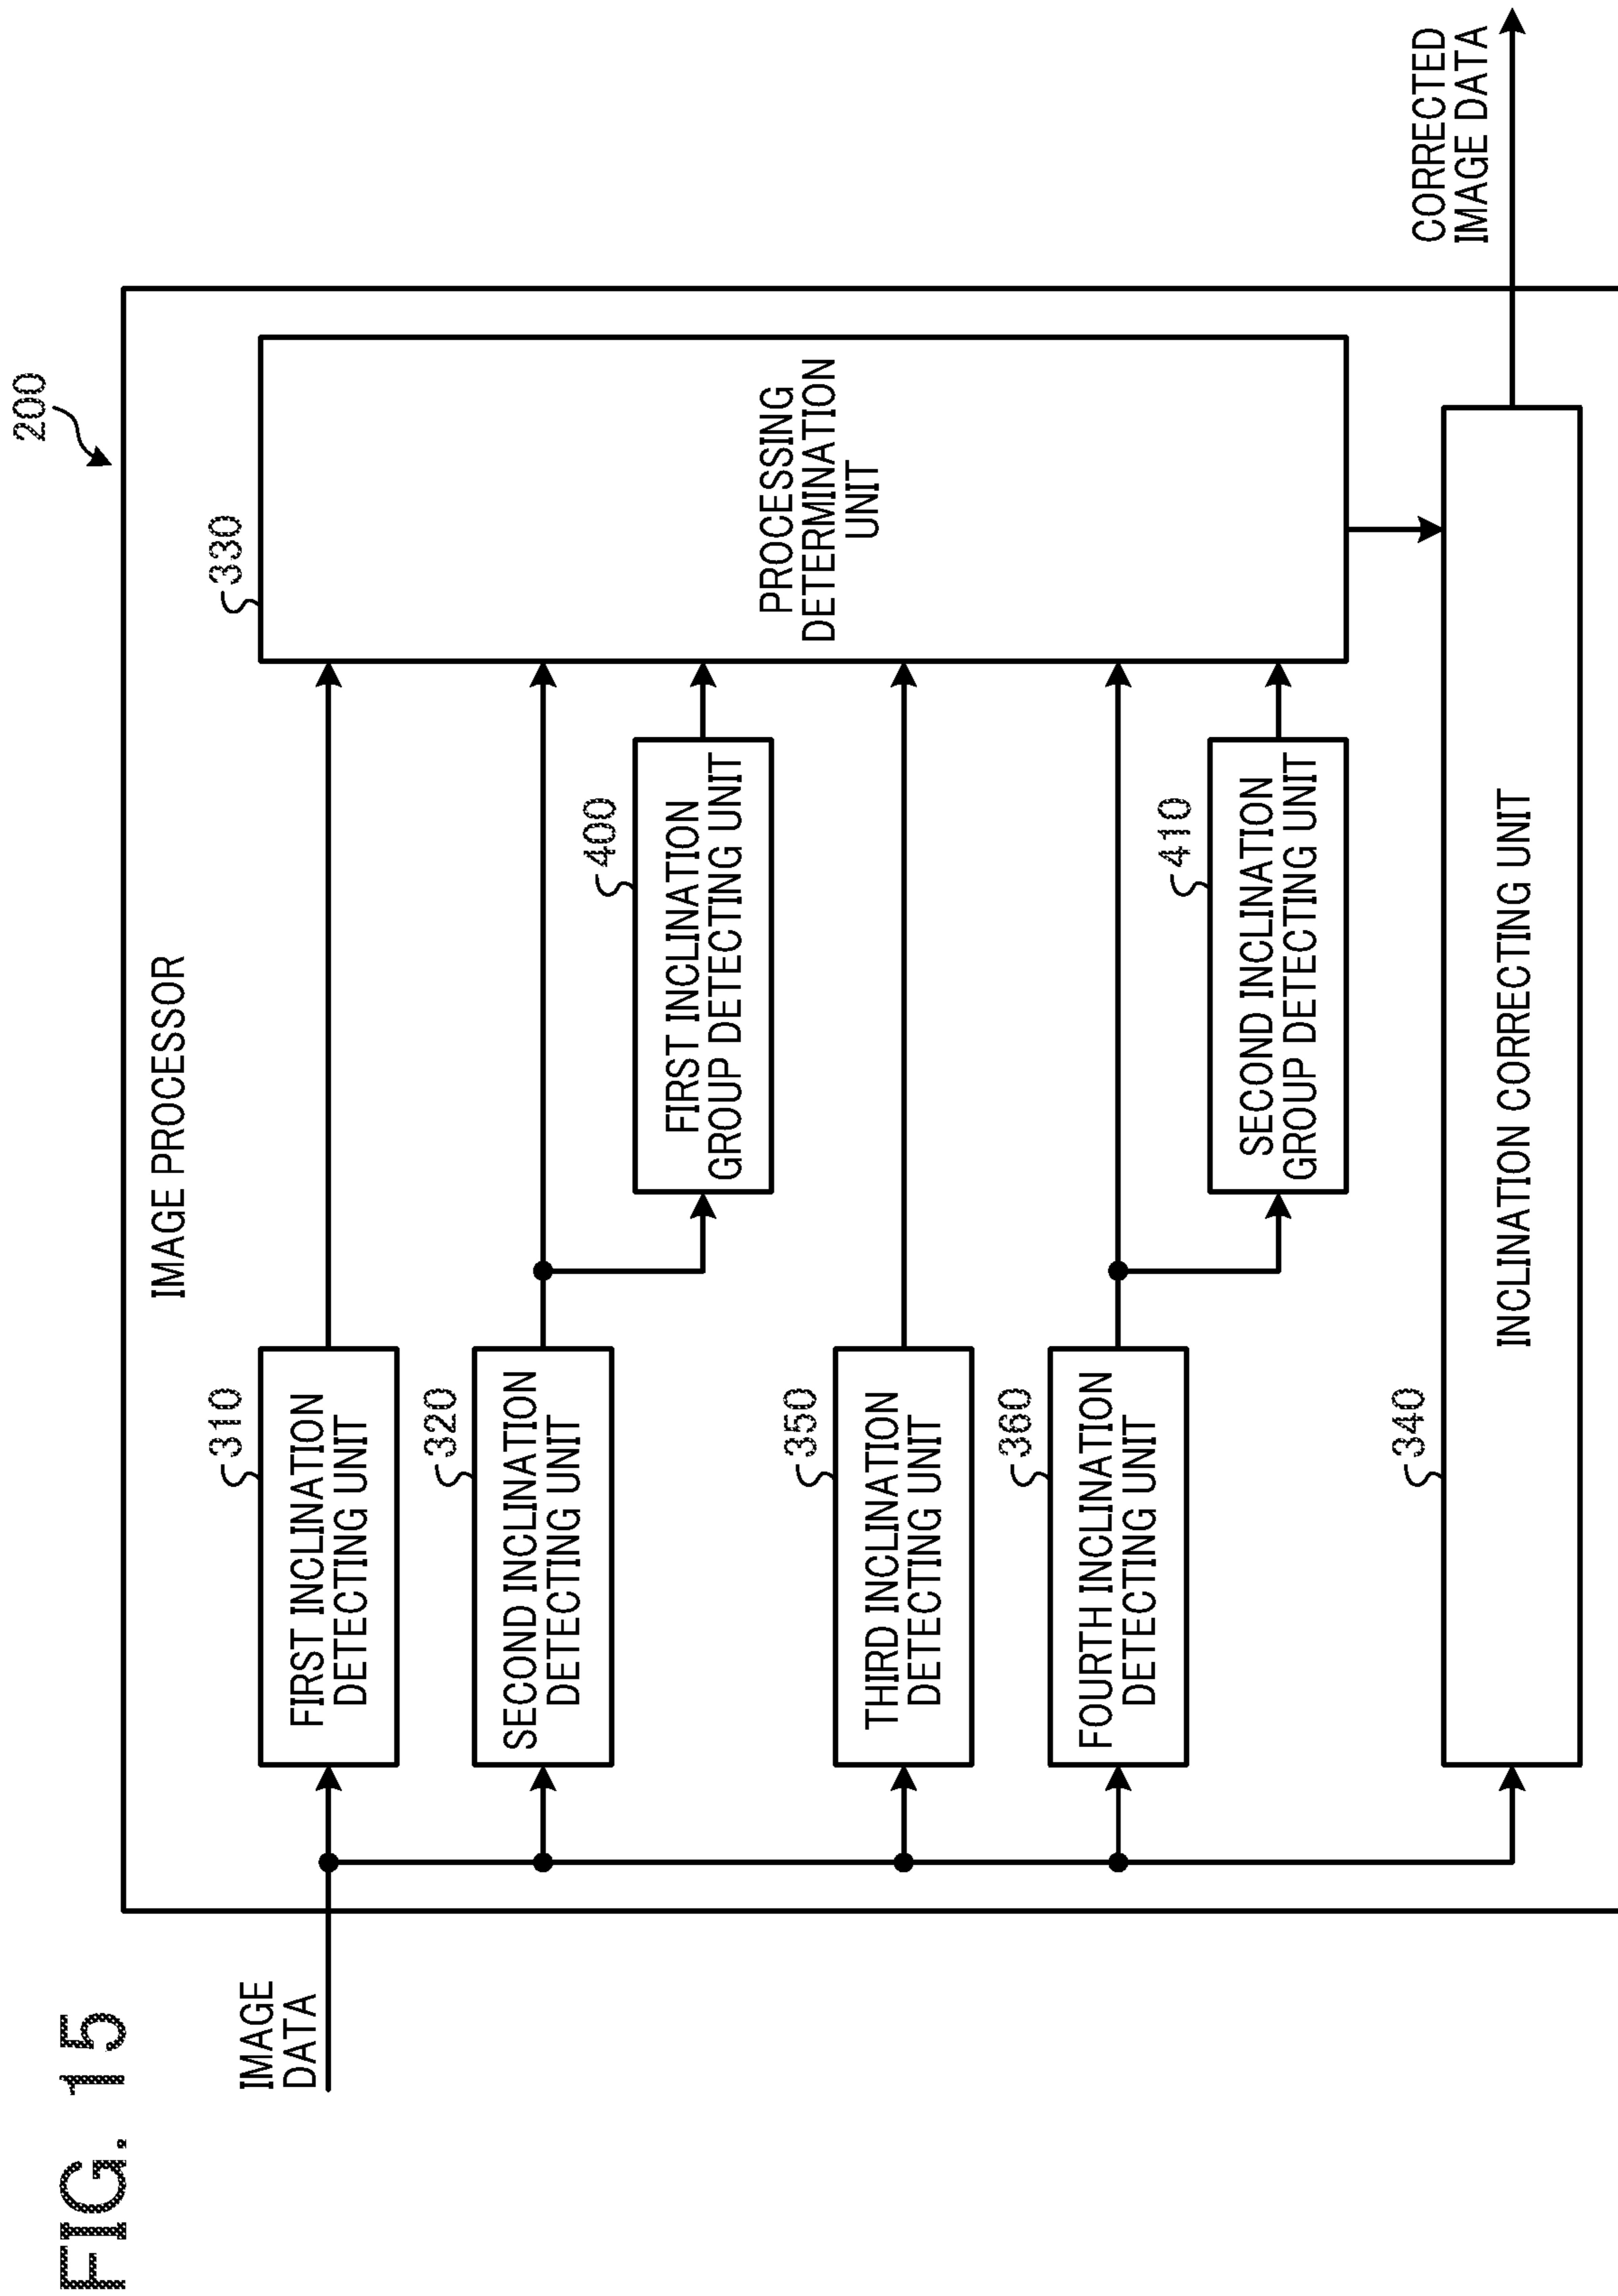 FIG. 15
200
IMAGE PROCESSOR
IMAGE
DATA
310
FIRST INCLINATION
DETECTING UNIT
320
SECOND INCLINATION
DETECTING UNIT
400
FIRST INCLINATION
GROUP DETECTING UNIT
350
THIRD INCLINATION
DETECTING UNIT
360
FOURTH INCLINATION
DETECTING UNIT
410
SECOND INCLINATION
GROUP DETECTING UNIT
330
PROCESSING
DETERMINATION
UNIT
340
INCLINATION CORRECTING UNIT
CORRECTED
IMAGE DATA